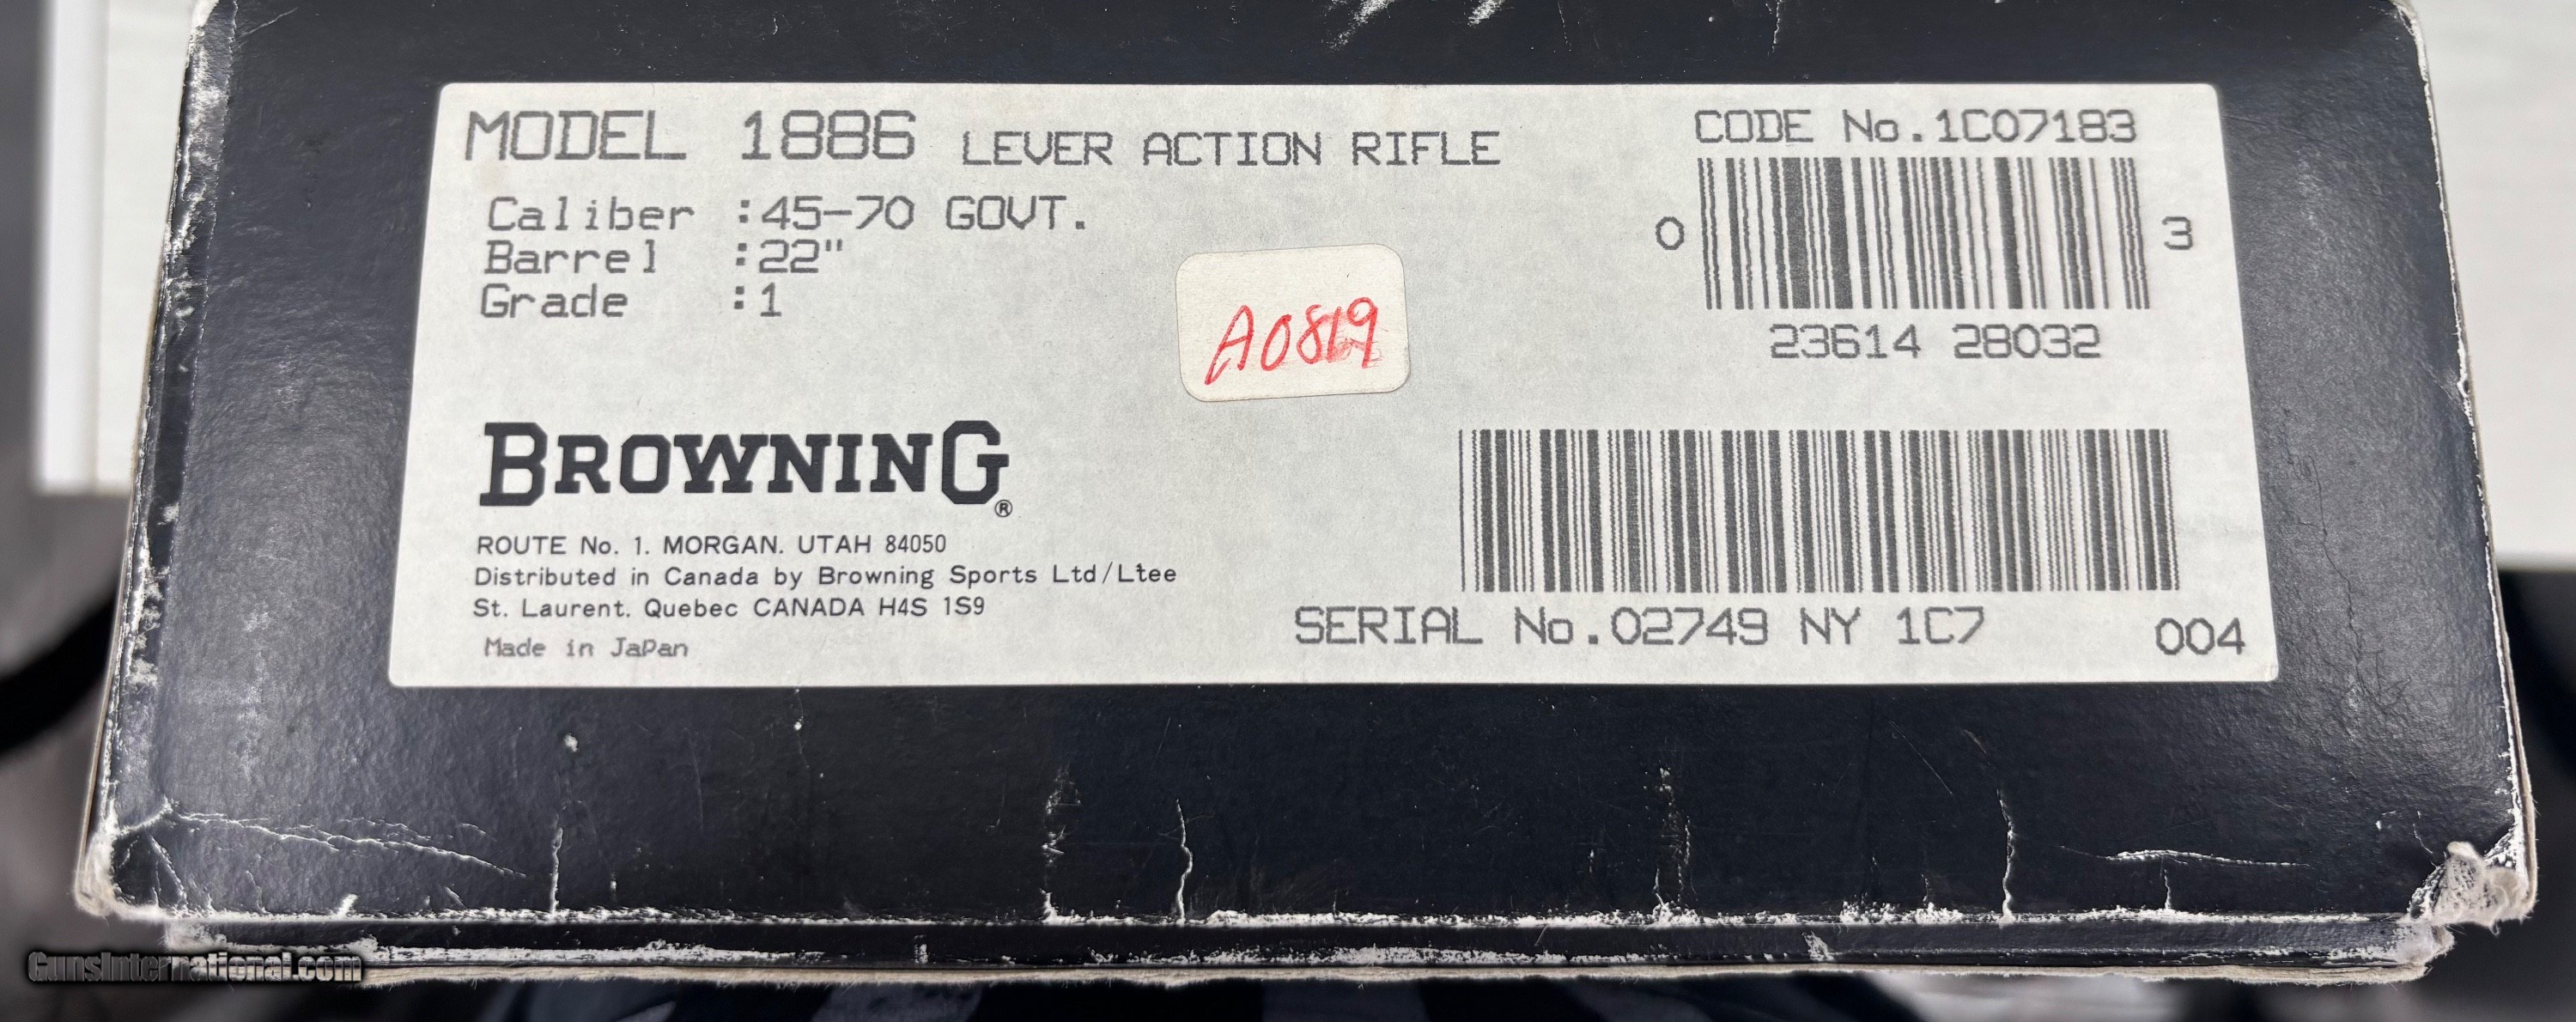 MODEL 1886 LEVER ACTION RIFLE
Caliber :45-70 GOVT.
Barrel :22"
Grade :1
CODE No.1C07183
0 3
23614 28032
A0819
BROWNING®
ROUTE No. 1. MORGAN. UTAH 84050
Distributed in Canada by Browning Sports Ltd/Ltee
St. Laurent. Quebec CANADA H4S 1S9
Made in JaPan
SERIAL No.02749 NY 1C7 004
GunsInternational.com